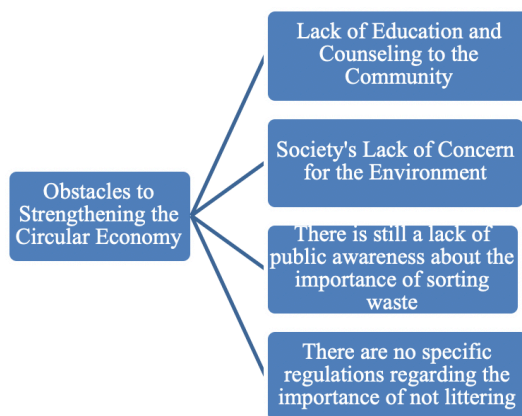 Obstacles to
Strengthening the
Circular Economy
Lack of Education and
Counseling to the
Community
Society's Lack of Concern
for the Environment
There is still a lack of
public awareness about the
importance of sorting
waste
There are no specific
regulations regarding the
importance of not littering